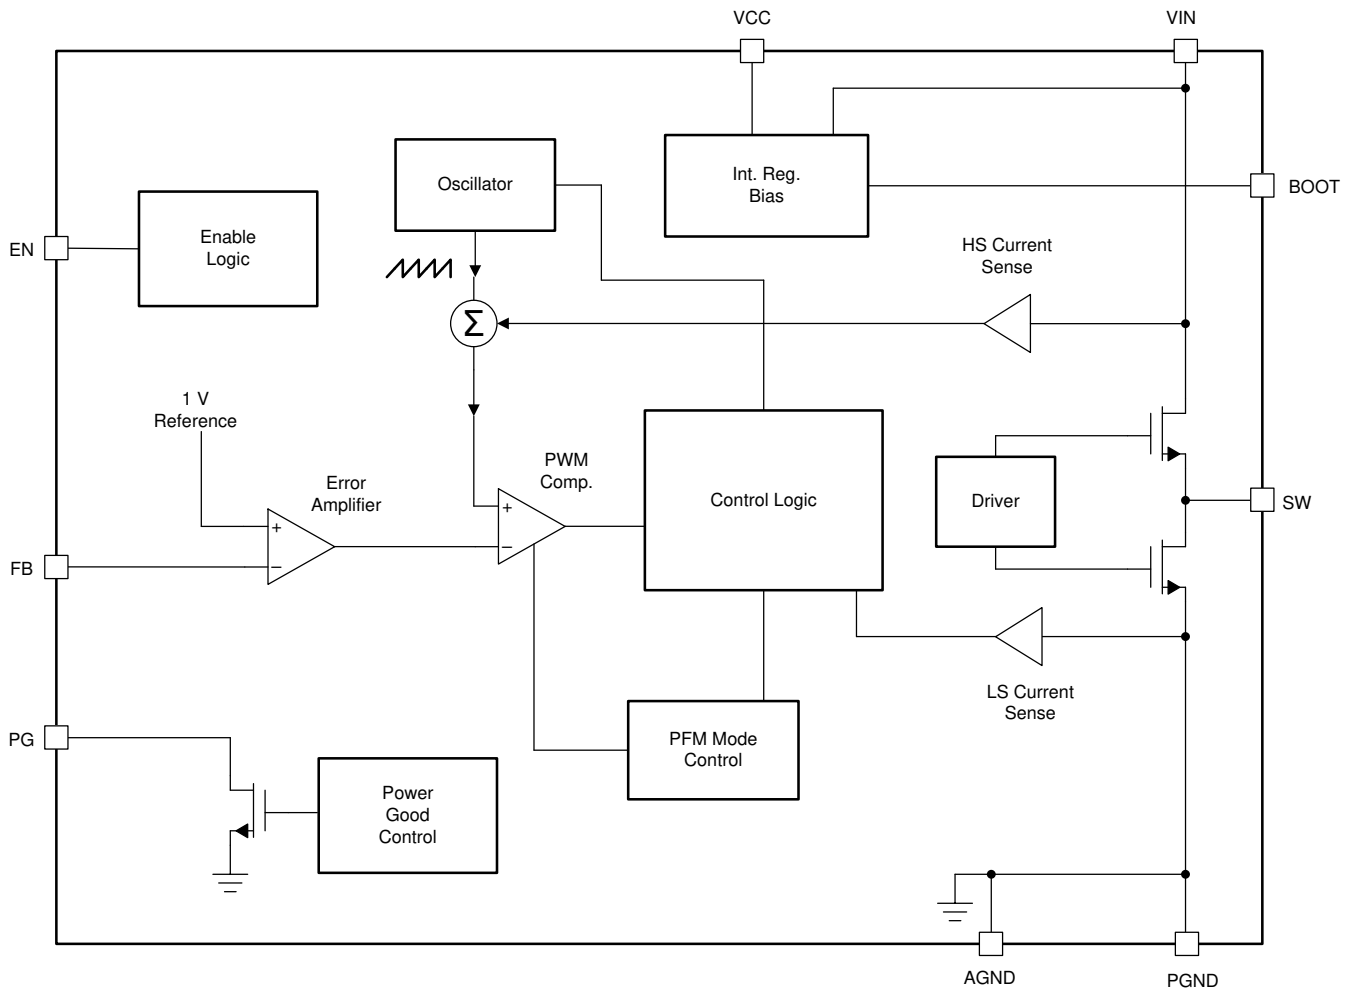 VCC
VIN
Oscillator
Int. Reg.
Bias
BOOT
EN
Enable
Logic
HS Current
Sense
Σ
1 V
Reference
Error
Amplifier
PWM
Comp.
+
−
+
−
Control Logic
Driver
SW
FB
LS Current
Sense
PG
PFM Mode
Control
Power
Good
Control
AGND
PGND